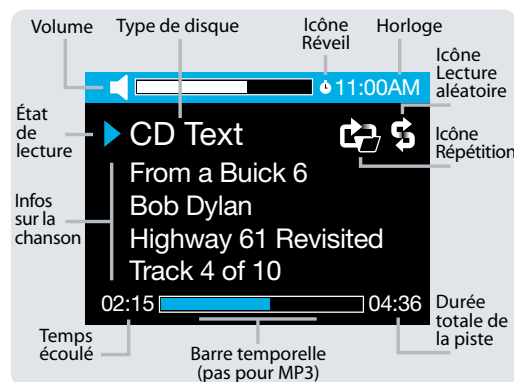 Volume
Type de disque
Icône
Réveil
Horloge
Icône
Lecture
aléatoire
11:00AM
État
de
lecture
CD Text
Icône
Répétition
From a Buick 6
Infos
sur la
chanson
Bob Dylan
Highway 61 Revisited
Track 4 of 10
02:15
04:36
Durée
totale de
la piste
Temps
écoulé
Barre temporelle
(pas pour MP3)